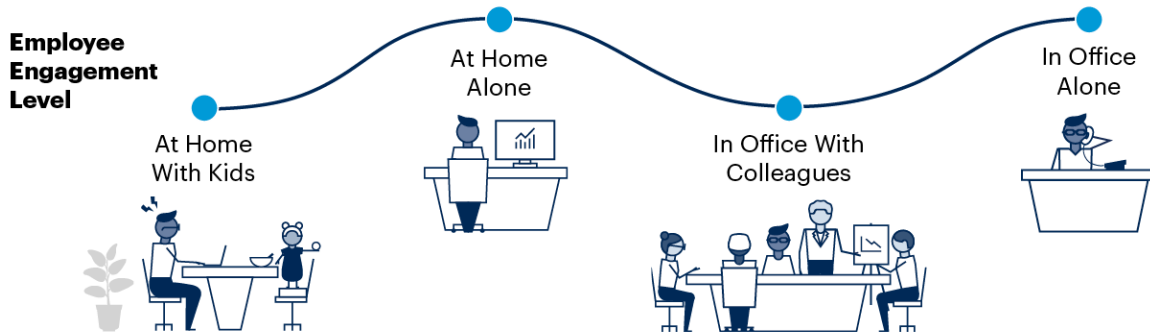 Employee
Engagement
Level
At Home
With Kids
At Home
Alone
In Office With
Colleagues
In Office
Alone